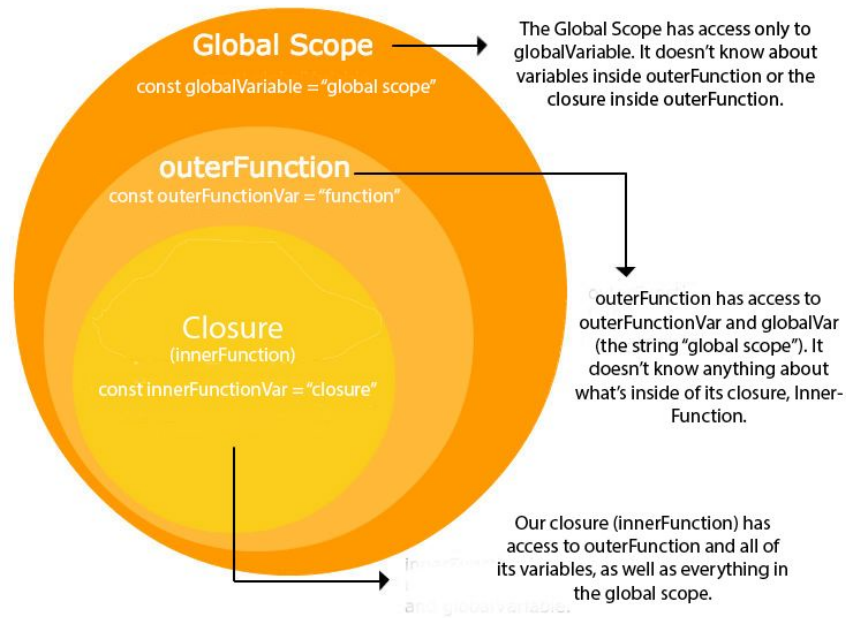 Global Scope
const globalVariable = “global scope”
The Global Scope has access only to
globalVariable. It doesn’t know about
variables inside outerFunction or the
closure inside outerFunction.
outerFunction
const outerFunctionVar = “function”
outerFunction has access to
outerFunctionVar and globalVar
(the string “global scope”). It
doesn’t know anything about
what’s inside of its closure, Inner-
Function.
Closure
(innerFunction)
const innerFunctionVar = “closure”
Our closure (innerFunction) has
access to outerFunction and all of
its variables, as well as everything in
the global scope.
and globalVariable.